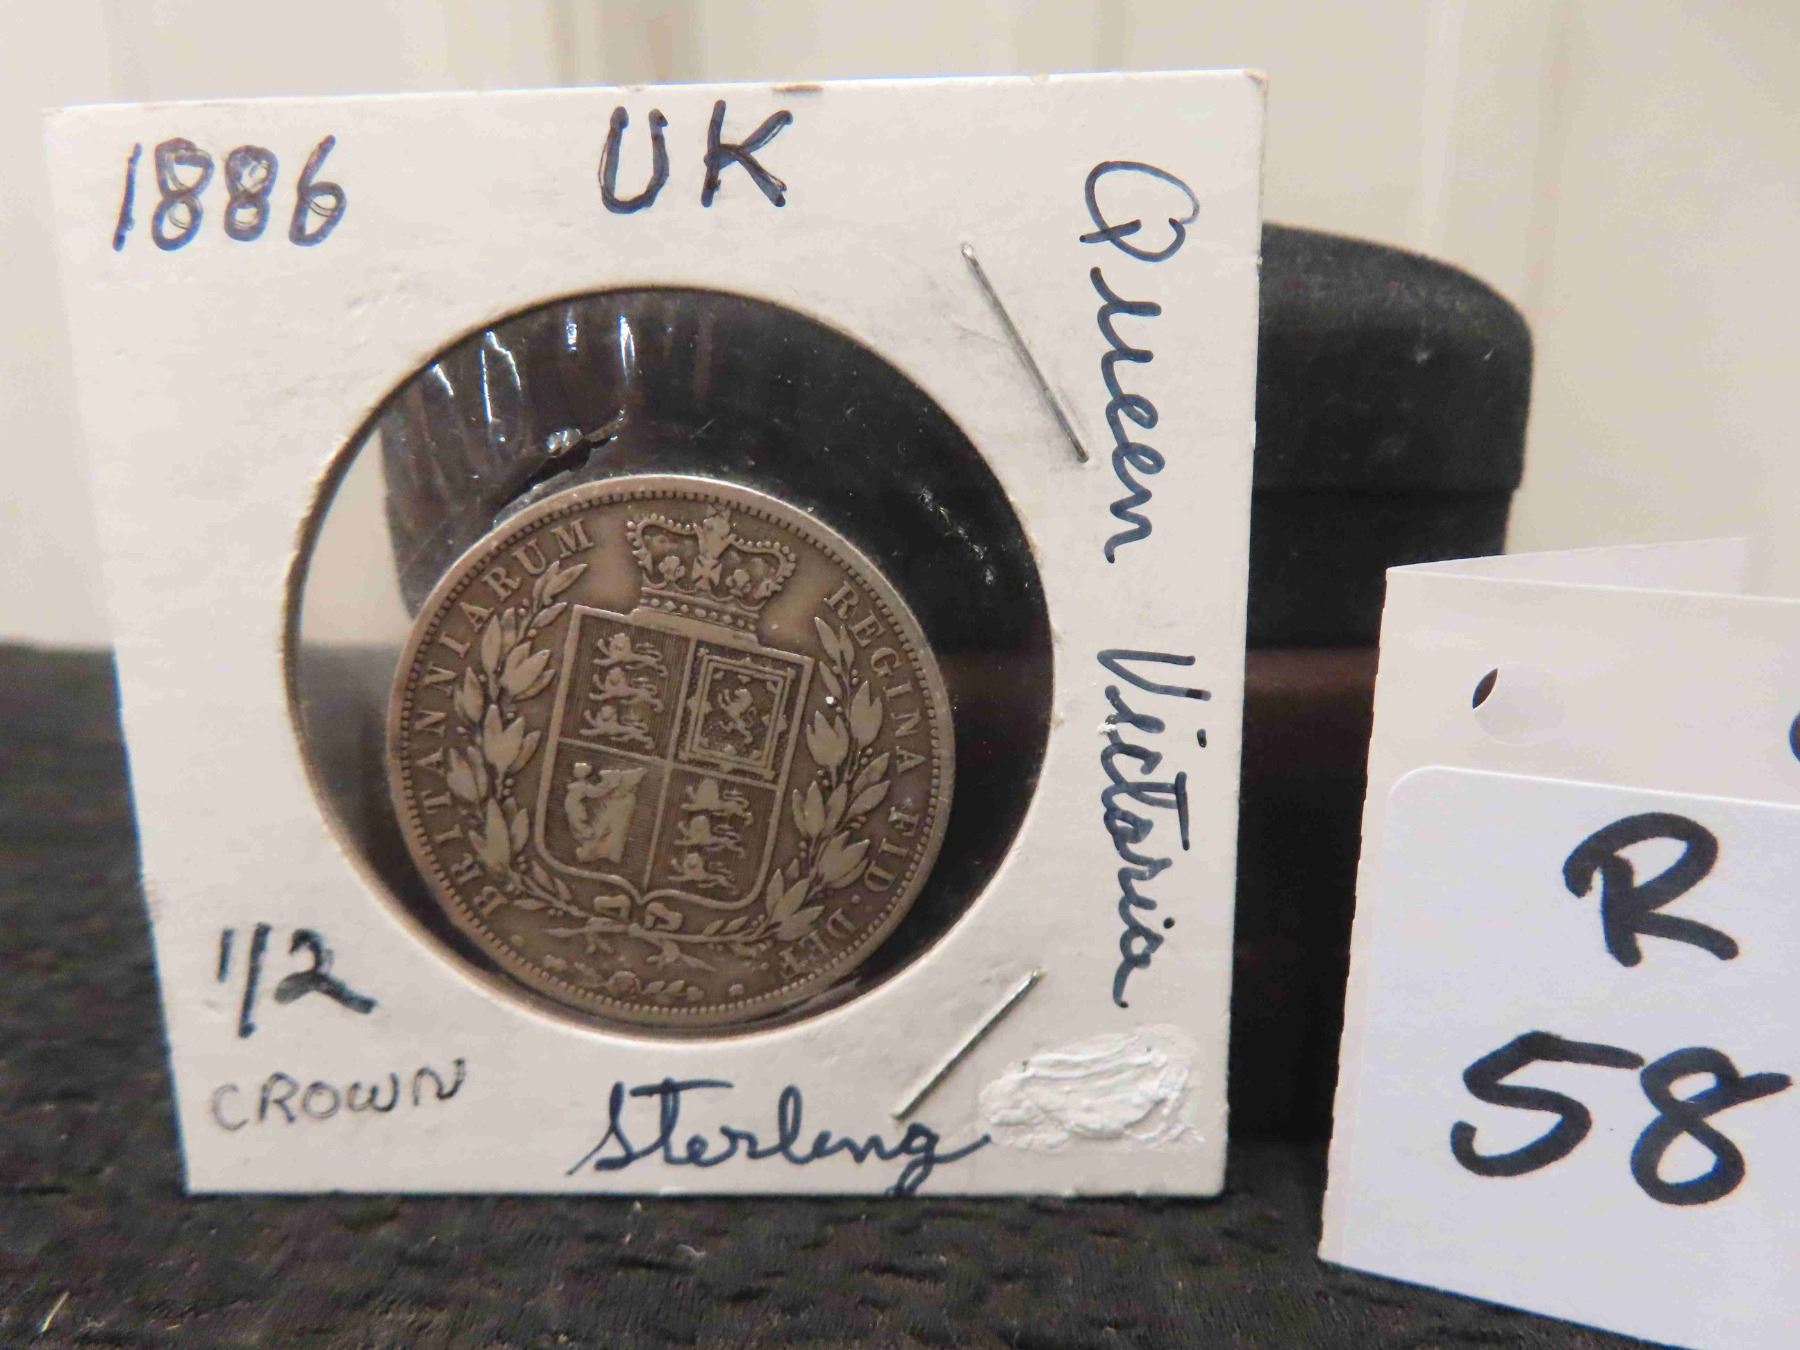 1886
UK
Queen Victoria
BRITANNIARUM REGINA FID. DEF.
1/2
CROWN
Sterling
R
58